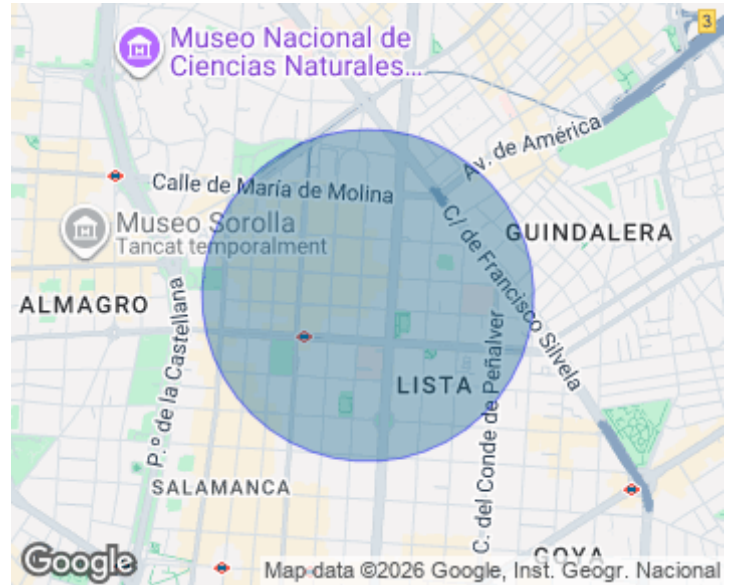 3
Museo Nacional de
Ciencias Naturales...
Av. de América
Calle de María de Molina
Museo Sorolla
Tancat temporalment
C/ de Francisco Silvela
GUINDALERA
ALMAGRO
P.º de la Castellana
C. del Conde de Peñalver
LISTA
SALAMANCA
GOYA
Google
Map data ©2026 Google, Inst. Geogr. Nacional